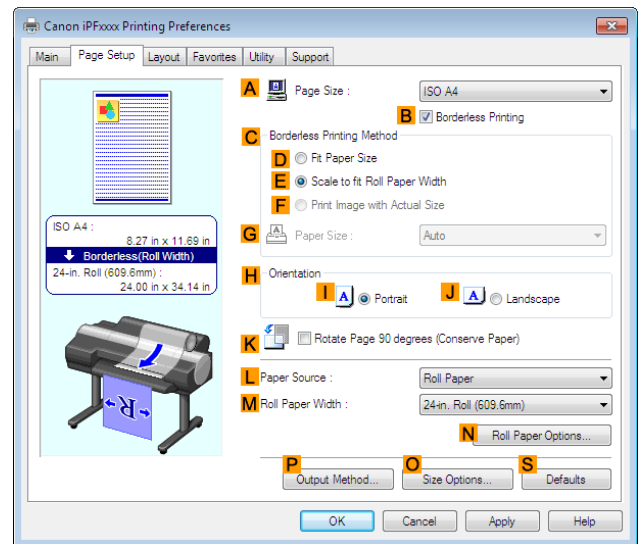 Canon iPFxxxx Printing Preferences
Main Page Setup Layout Favorites Utility Support
A Page Size : ISO A4
B Borderless Printing
C Borderless Printing Method
D Fit Paper Size
E Scale to fit Roll Paper Width
F Print Image with Actual Size
G Paper Size : Auto
ISO A4 :
8.27 in x 11.69 in
Borderless(Roll Width)
24-in. Roll (609.6mm) :
24.00 in x 34.14 in
H Orientation
I A Portrait J A Landscape
K Rotate Page 90 degrees (Conserve Paper)
L Paper Source : Roll Paper
M Roll Paper Width : 24-in. Roll (609.6mm)
R
N Roll Paper Options...
P Output Method... O Size Options... S Defaults
OK Cancel Apply Help